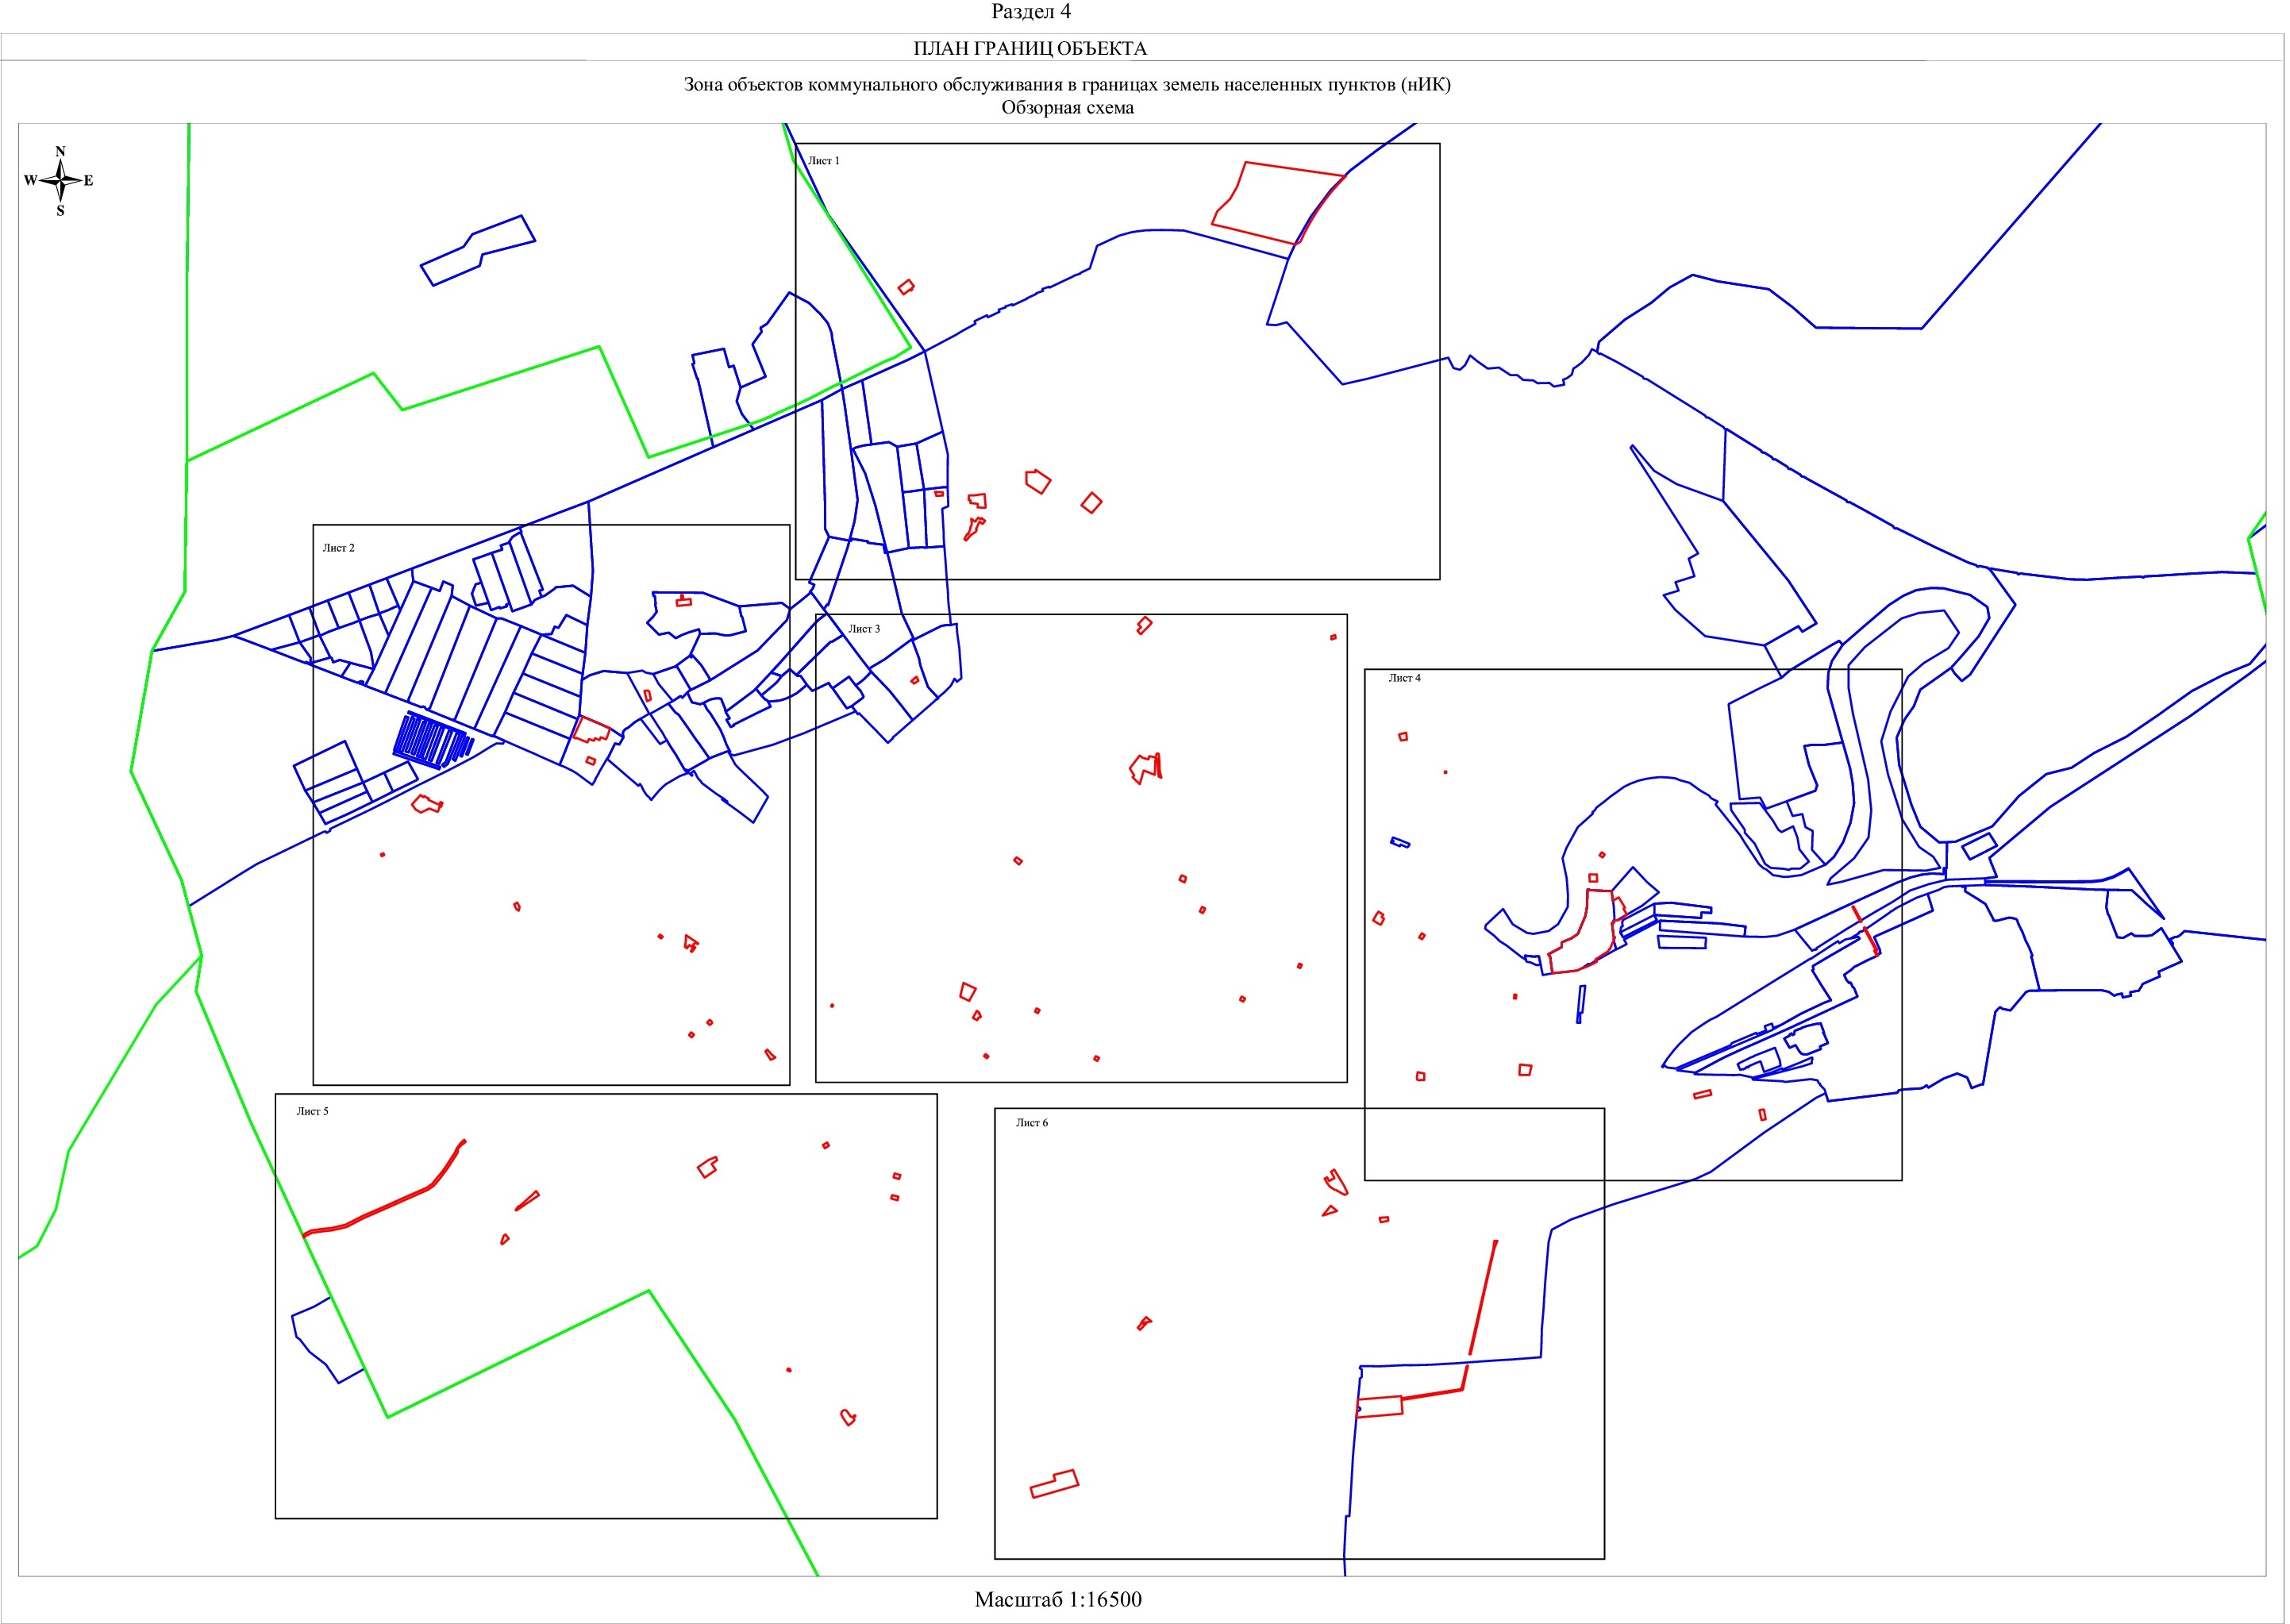 Раздел 4
ПЛАН ГРАНИЦ ОБЪЕКТА
Зона объектов коммунального обслуживания в границах земель населенных пунктов (нИК)
Обзорная схема
N
W E
S
Лист 1
Лист 2
Лист 3
Лист 4
Лист 5
Лист 6
Масштаб 1:16500